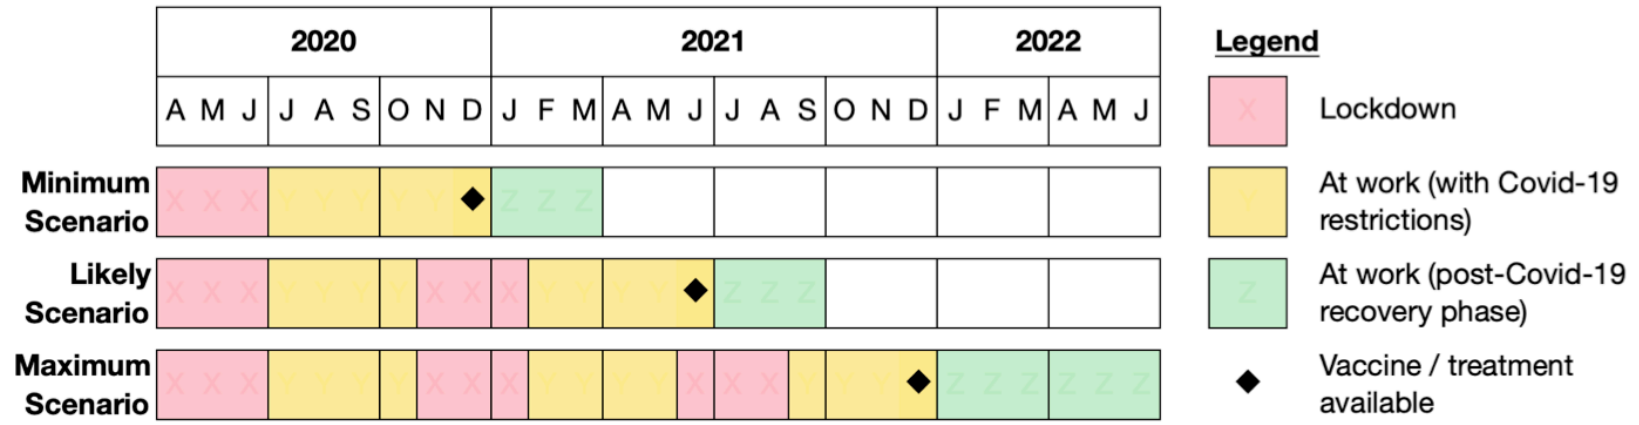 2020 2021 2022 Legend
A M J J A S O N D J F M A M J J A S O N D J F M A M J
Lockdown
X
Minimum
Scenario
X X X Y Y Y Y Y Z Z Z
At work (with Covid-19
restrictions)
Y
Likely
Scenario
X X X Y Y Y Y X X X Y Y Y Y Z Z Z
At work (post-Covid-19
recovery phase)
Z
Maximum
Scenario
X X X Y Y Y Y X X X Y Y Y Y X X X Y Y Y Z Z Z Z Z Z
Vaccine / treatment
available